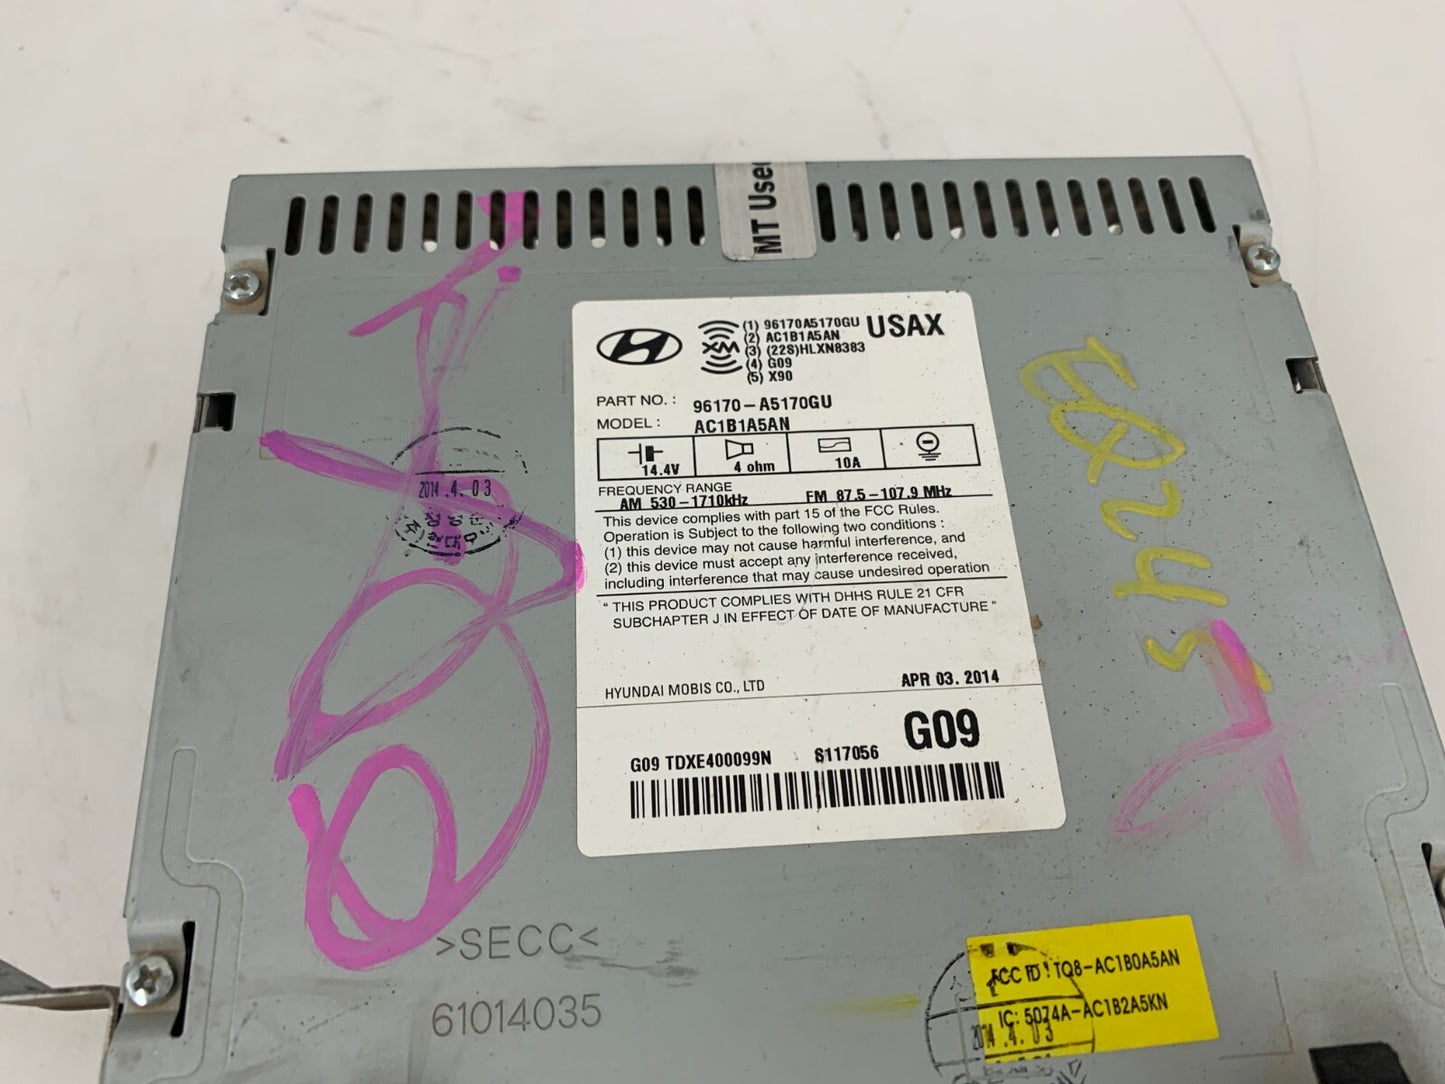 MT Used
XM
(1) 96170A5170GU
(2) AC1B1A5AN
(3) (22S)HLXN8383
(4) G09
(5) X90
USAX
PART NO. : 96170-A5170GU
MODEL : AC1B1A5AN
14.4V 4 ohm 10A
FREQUENCY RANGE
AM 530-1710kHz FM 87.5-107.9 MHz
This device complies with part 15 of the FCC Rules.
Operation is Subject to the following two conditions :
(1) this device may not cause harmful interference, and
(2) this device must accept any interference received,
including interference that may cause undesired operation
" THIS PRODUCT COMPLIES WITH DHHS RULE 21 CFR
SUBCHAPTER J IN EFFECT OF DATE OF MANUFACTURE "
HYUNDAI MOBIS CO., LTD APR 03. 2014
G09
G09 TDXE400099N S117056
2014 .4. 03
>SECC<
61014035
FCC ID : TQ8-AC1B0A5AN
IC: 5074A-AC1B2A5KN
2014 .4. 03